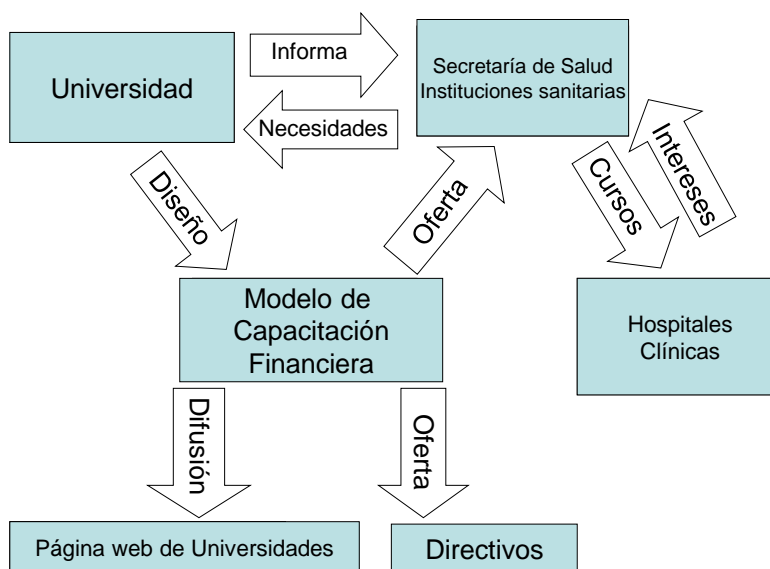 Universidad
Informa
Necesidades
Secretaría de Salud
Instituciones sanitarias
Diseño
Oferta
Cursos
Intereses
Modelo de
Capacitación
Financiera
Hospitales
Clínicas
Difusión
Oferta
Página web de Universidades
Directivos